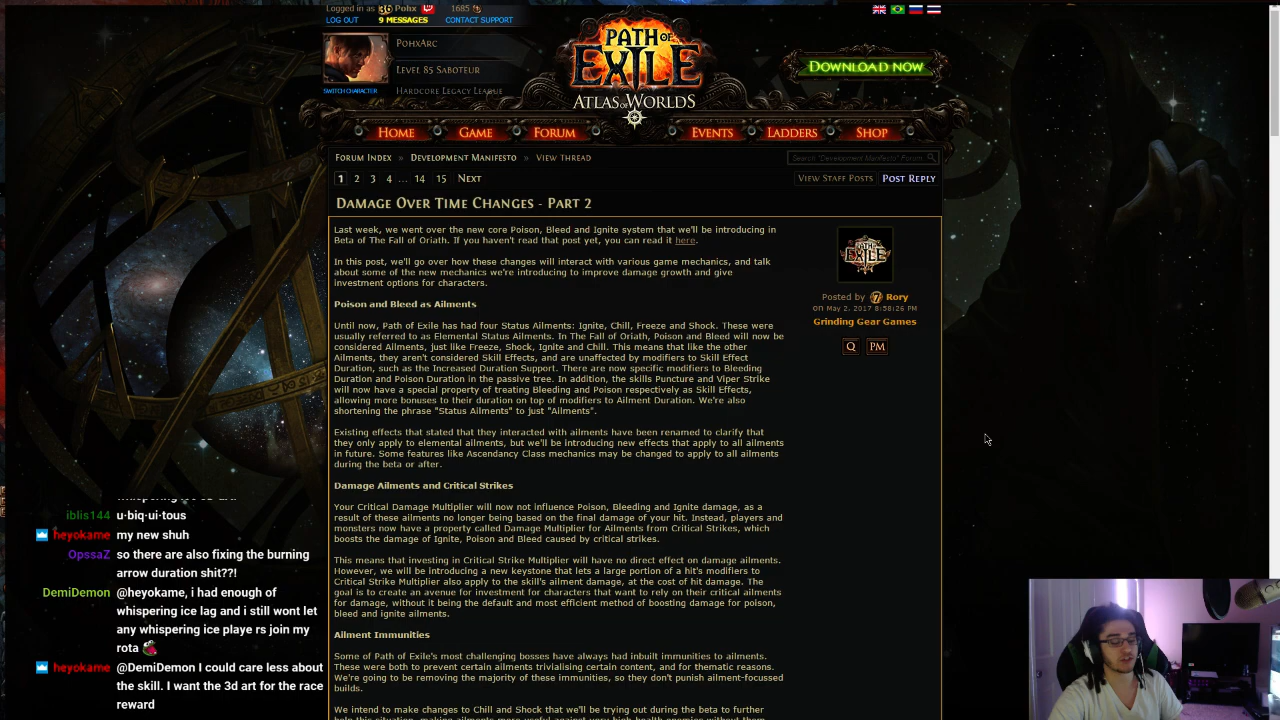 Logged in as 36 Pohx 1685
LOG OUT 9 MESSAGES CONTACT SUPPORT
PohxArc
Level 85 Saboteur
SWITCH CHARACTER Hardcore Legacy League
PATH OF EXILE
ATLAS OF WORLDS
Download now
Home Game Forum Events Ladders Shop
Forum Index » Development Manifesto » View Thread
Search "Development Manifesto" Forum
1 2 3 4 ... 14 15 Next
View Staff Posts Post Reply
Damage Over Time Changes - Part 2
Last week, we went over the new core Poison, Bleed and Ignite system that we'll be introducing in
Beta of The Fall of Oriath. If you haven't read that post yet, you can read it here.
In this post, we'll go over how these changes will interact with various game mechanics, and talk
about some of the new mechanics we're introducing to improve damage growth and give
investment options for characters.
Poison and Bleed as Ailments
Until now, Path of Exile has had four Status Ailments: Ignite, Chill, Freeze and Shock. These were
usually referred to as Elemental Status Ailments. In The Fall of Oriath, Poison and Bleed will now be
considered Ailments, just like Freeze, Shock, Ignite and Chill. This means that like the other
Ailments, they aren't considered Skill Effects, and are unaffected by modifiers to Skill Effect
Duration, such as the Increased Duration Support. There are now specific modifiers to Bleeding
Duration and Poison Duration in the passive tree. In addition, the skills Puncture and Viper Strike
will now have a special property of treating Bleeding and Poison respectively as Skill Effects,
allowing more bonuses to their duration on top of modifiers to Ailment Duration. We're also
shortening the phrase "Status Ailments" to just "Ailments".
Existing effects that stated that they interacted with ailments have been renamed to clarify that
they only apply to elemental ailments, but we'll be introducing new effects that apply to all ailments
in future. Some features like Ascendancy Class mechanics may be changed to apply to all ailments
during the beta or after.
Damage Ailments and Critical Strikes
Your Critical Damage Multiplier will now not influence Poison, Bleeding and Ignite damage, as a
result of these ailments no longer being based on the final damage of your hit. Instead, players and
monsters now have a property called Damage Multiplier for Ailments from Critical Strikes, which
boosts the damage of Ignite, Poison and Bleed caused by critical strikes.
This means that investing in Critical Strike Multiplier will have no direct effect on damage ailments.
However, we will be introducing a new keystone that lets a large portion of a hit's modifiers to
Critical Strike Multiplier also apply to the skill's ailment damage, at the cost of hit damage. The
goal is to create an avenue for investment for characters that want to rely on their critical ailments
for damage, without it being the default and most efficient method of boosting damage for poison,
bleed and ignite ailments.
Ailment Immunities
Some of Path of Exile's most challenging bosses have always had inbuilt immunities to ailments.
These were both to prevent certain ailments trivialising certain content, and for thematic reasons.
We're going to be removing the majority of these immunities, so they don't punish ailment-focussed
builds.
We intend to make changes to Chill and Shock that we'll be trying out during the beta to further
PATH OF EXILE
Posted by 7 Rory
on May 2, 2017 8:58:26 PM
Grinding Gear Games
Q PM
iblis144 u·biq·ui·tous
heyokame my new shuh
OpssaZ so there are also fixing the burning
arrow duration shit??!
DemiDemon @heyokame, i had enough of
whispering ice lag and i still wont let
any whispering ice playe rs join my
rota
heyokame @DemiDemon I could care less about
the skill. I want the 3d art for the race
reward